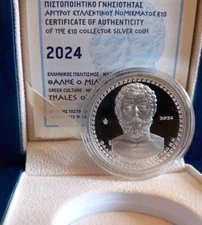 ΠΙΣΤΟΠΟΙΗΤΙΚΟ ΓΝΗΣΙΟΤΗΤΑΣ
ΑΡΓΥΡΟΥ ΣΥΛΛΕΚΤΙΚΟΥ ΝΟΜΙΣΜΑΤΟΣ €10
CERTIFICATE OF AUTHENTICITY
OF THE €10 COLLECTOR SILVER COIN
2024
ΕΛΛΗΝΙΚΟΣ ΠΟΛΙΤΙΣΜΟΣ
ΘΑΛΗΣ Ο ΜΙΛ
GREEK CULTURE
THALES O
2024